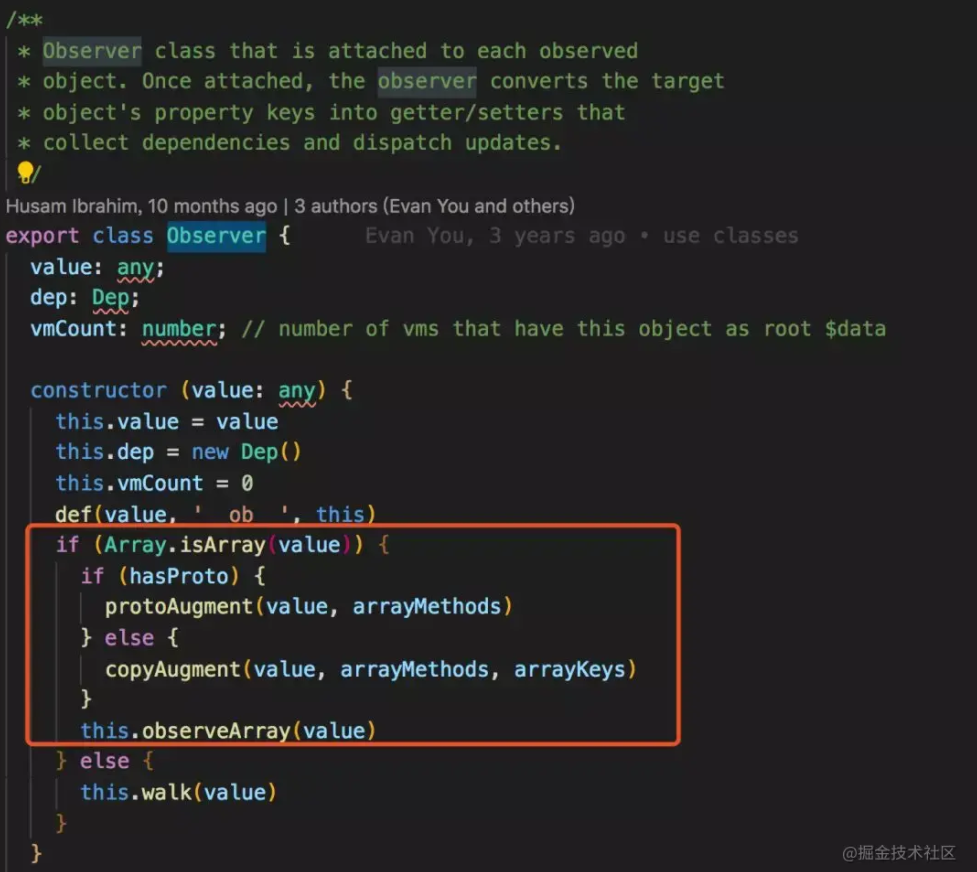 /**
* Observer class that is attached to each observed
* object. Once attached, the observer converts the target
* object's property keys into getter/setters that
* collect dependencies and dispatch updates.
*/
Husam Ibrahim, 10 months ago | 3 authors (Evan You and others)
export class Observer { Evan You, 3 years ago • use classes
value: any;
dep: Dep;
vmCount: number; // number of vms that have this object as root $data
constructor (value: any) {
this.value = value
this.dep = new Dep()
this.vmCount = 0
def(value, '__ob__', this)
if (Array.isArray(value)) {
if (hasProto) {
protoAugment(value, arrayMethods)
} else {
copyAugment(value, arrayMethods, arrayKeys)
}
this.observeArray(value)
} else {
this.walk(value)
}
}
@掘金技术社区